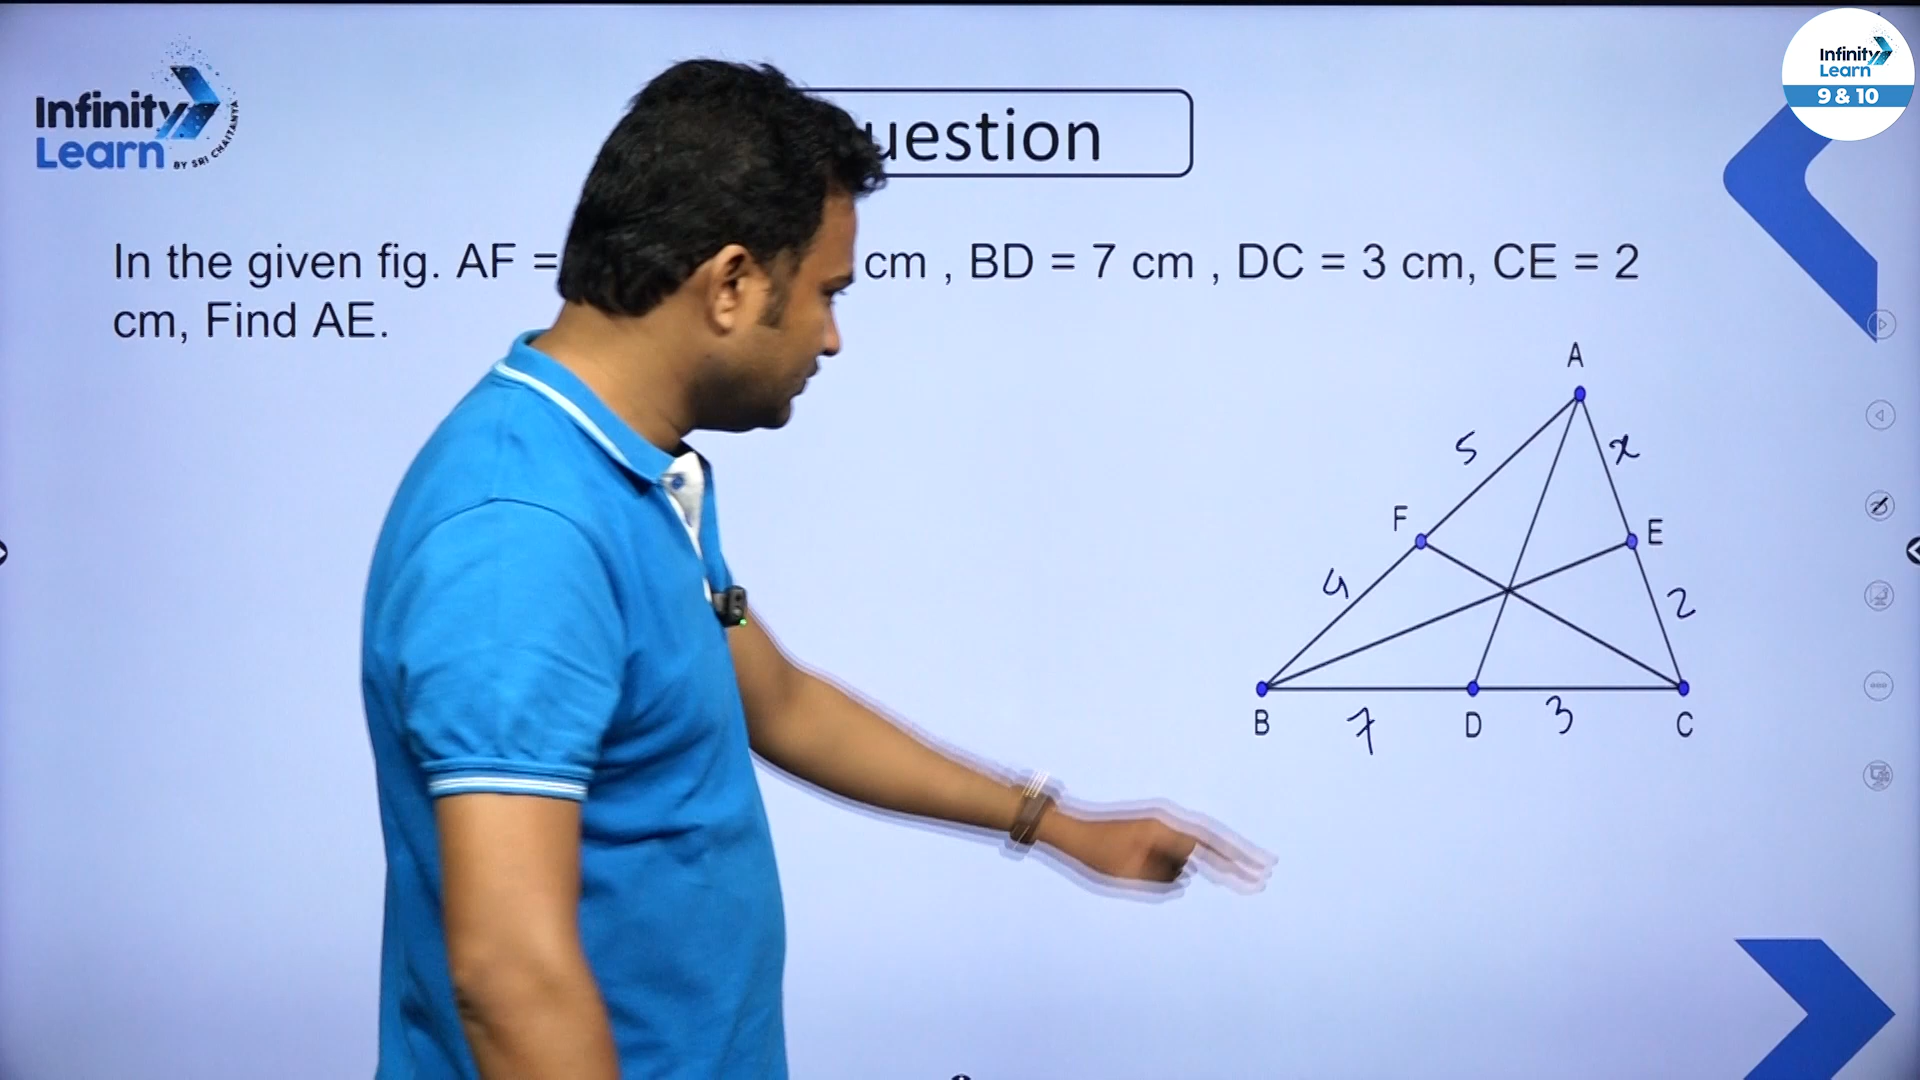 Infinity
Learn
BY SRI CHAITANYA
uestion
Infinity
Learn
9 & 10
In the given fig. AF = cm , BD = 7 cm , DC = 3 cm, CE = 2
cm, Find AE.
A
5
x
F
E
4
2
B
7
D
3
C